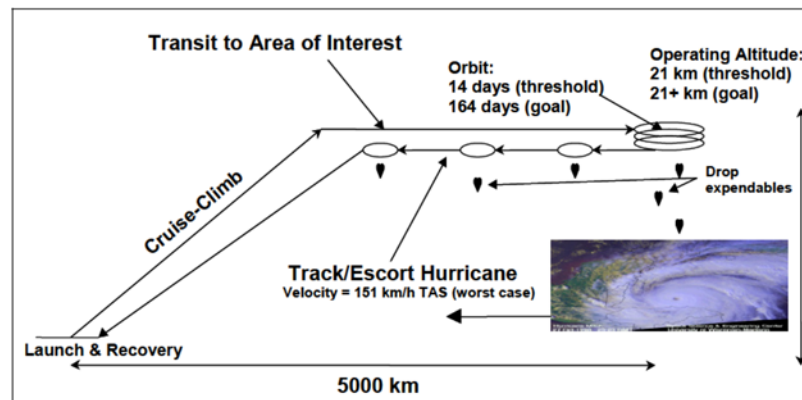 Transit to Area of Interest
Orbit:
14 days (threshold)
164 days (goal)
Operating Altitude:
21 km (threshold)
21+ km (goal)
Cruise-Climb
Drop
expendables
Track/Escort Hurricane
Velocity = 151 km/h TAS (worst case)
Launch & Recovery
5000 km